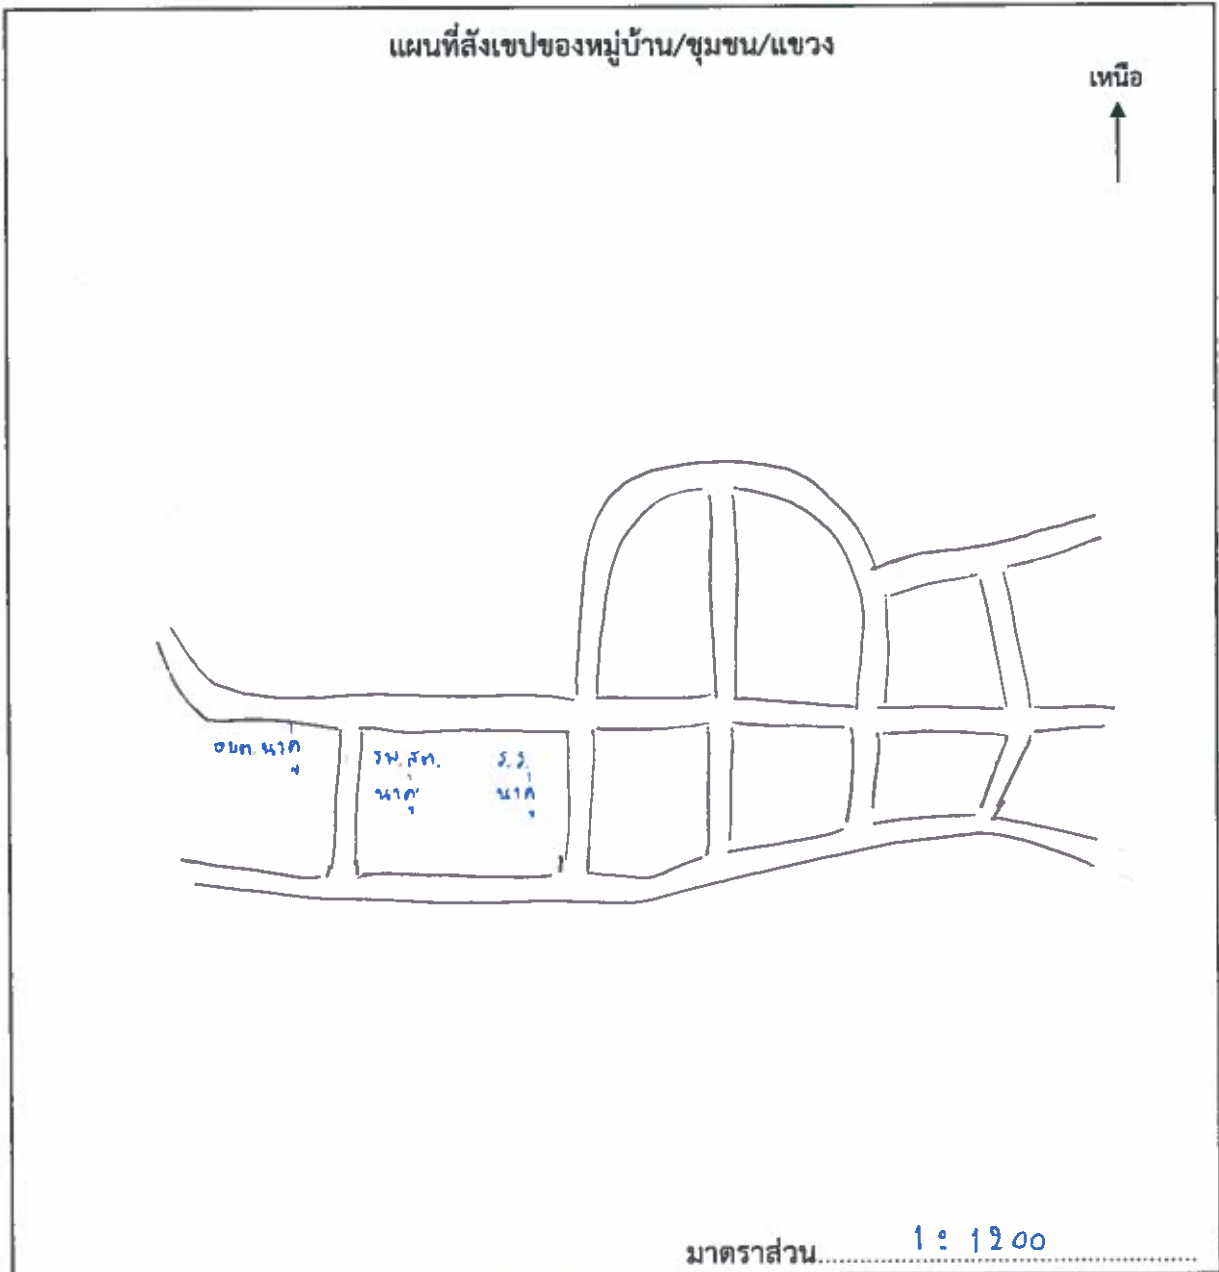 แผนที่สังเขปของหมู่บ้าน/ชุมชน/แขวง
เหนือ
อบต.นาคู
รพ.สต.
นาคู
ร.ร.
นาคู
มาตราส่วน 1:1200